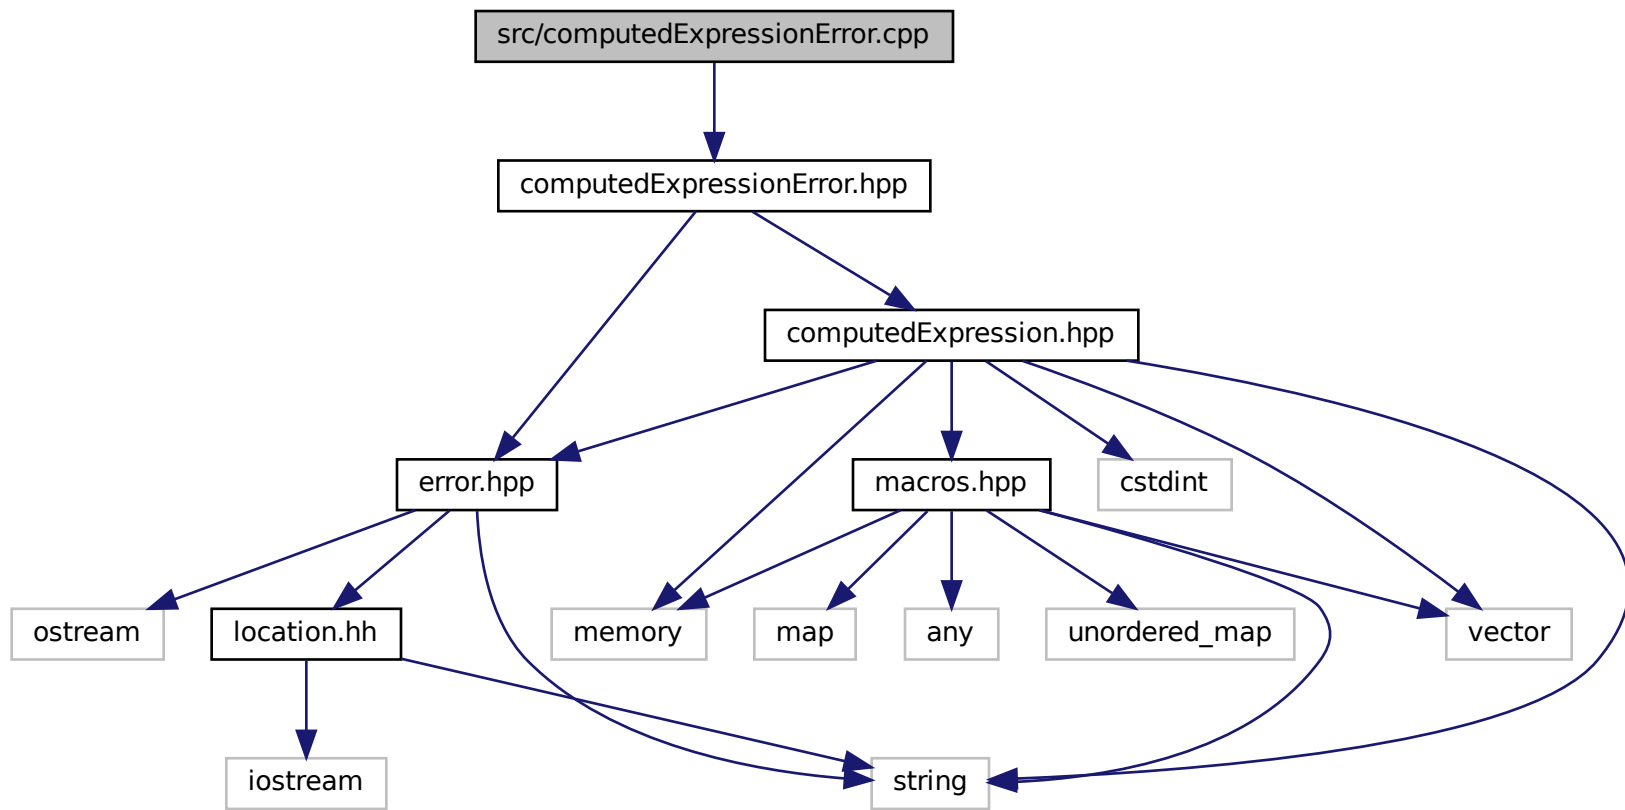 src/computedExpressionError.cpp
computedExpressionError.hpp
computedExpression.hpp
error.hpp
macros.hpp
cstdint
ostream
location.hh
memory
map
any
unordered_map
vector
iostream
string